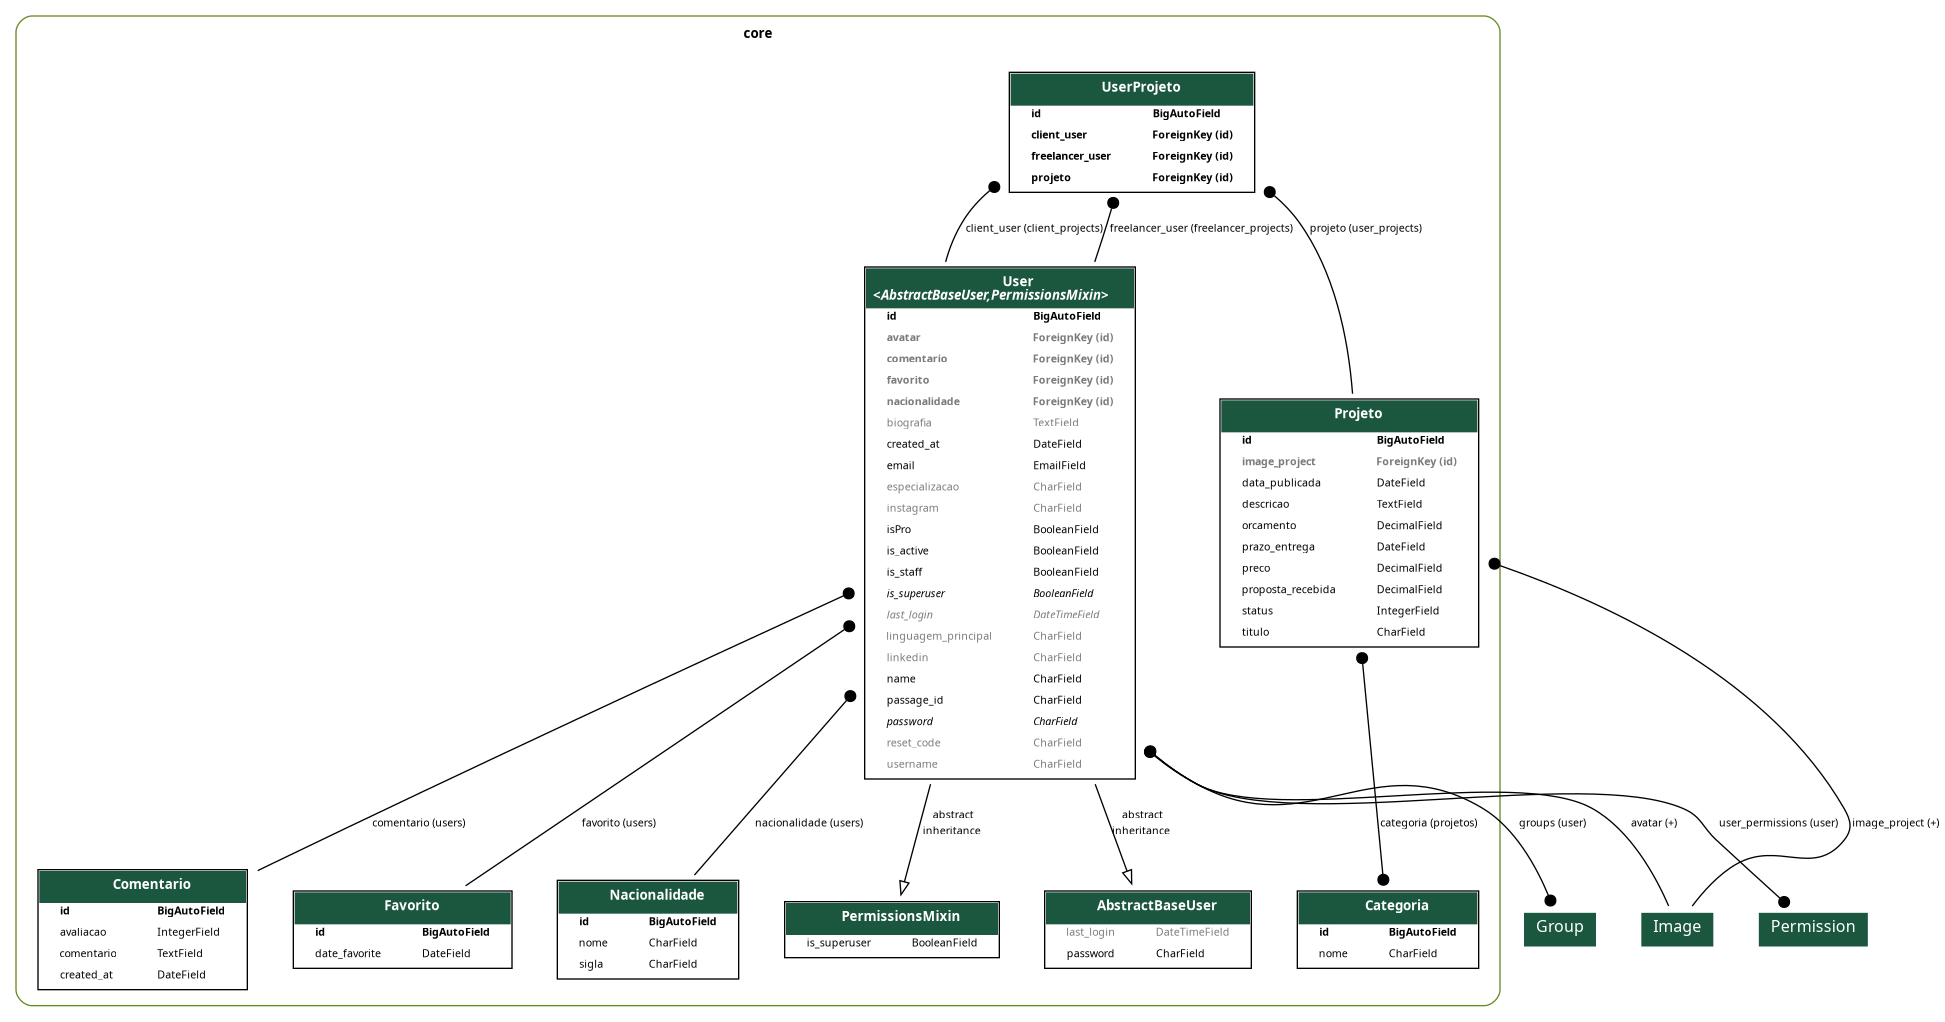 core
UserProjeto
id BigAutoField
client_user ForeignKey (id)
freelancer_user ForeignKey (id)
projeto ForeignKey (id)
client_user (client_projects)
freelancer_user (freelancer_projects)
projeto (user_projects)
User
<AbstractBaseUser,PermissionsMixin>
id BigAutoField
avatar ForeignKey (id)
comentario ForeignKey (id)
favorito ForeignKey (id)
nacionalidade ForeignKey (id)
biografia TextField
created_at DateField
email EmailField
especializacao CharField
instagram CharField
isPro BooleanField
is_active BooleanField
is_staff BooleanField
is_superuser BooleanField
last_login DateTimeField
linguagem_principal CharField
linkedin CharField
name CharField
passage_id CharField
password CharField
reset_code CharField
username CharField
Projeto
id BigAutoField
image_project ForeignKey (id)
data_publicada DateField
descricao TextField
orcamento DecimalField
prazo_entrega DateField
preco DecimalField
proposta_recebida DecimalField
status IntegerField
titulo CharField
comentario (users)
favorito (users)
nacionalidade (users)
abstract
inheritance
abstract
inheritance
categoria (projetos)
groups (user)
avatar (+)
user_permissions (user)
image_project (+)
Comentario
id BigAutoField
avaliacao IntegerField
comentario TextField
created_at DateField
Favorito
id BigAutoField
date_favorite DateField
Nacionalidade
id BigAutoField
nome CharField
sigla CharField
PermissionsMixin
is_superuser BooleanField
AbstractBaseUser
last_login DateTimeField
password CharField
Categoria
id BigAutoField
nome CharField
Group
Image
Permission